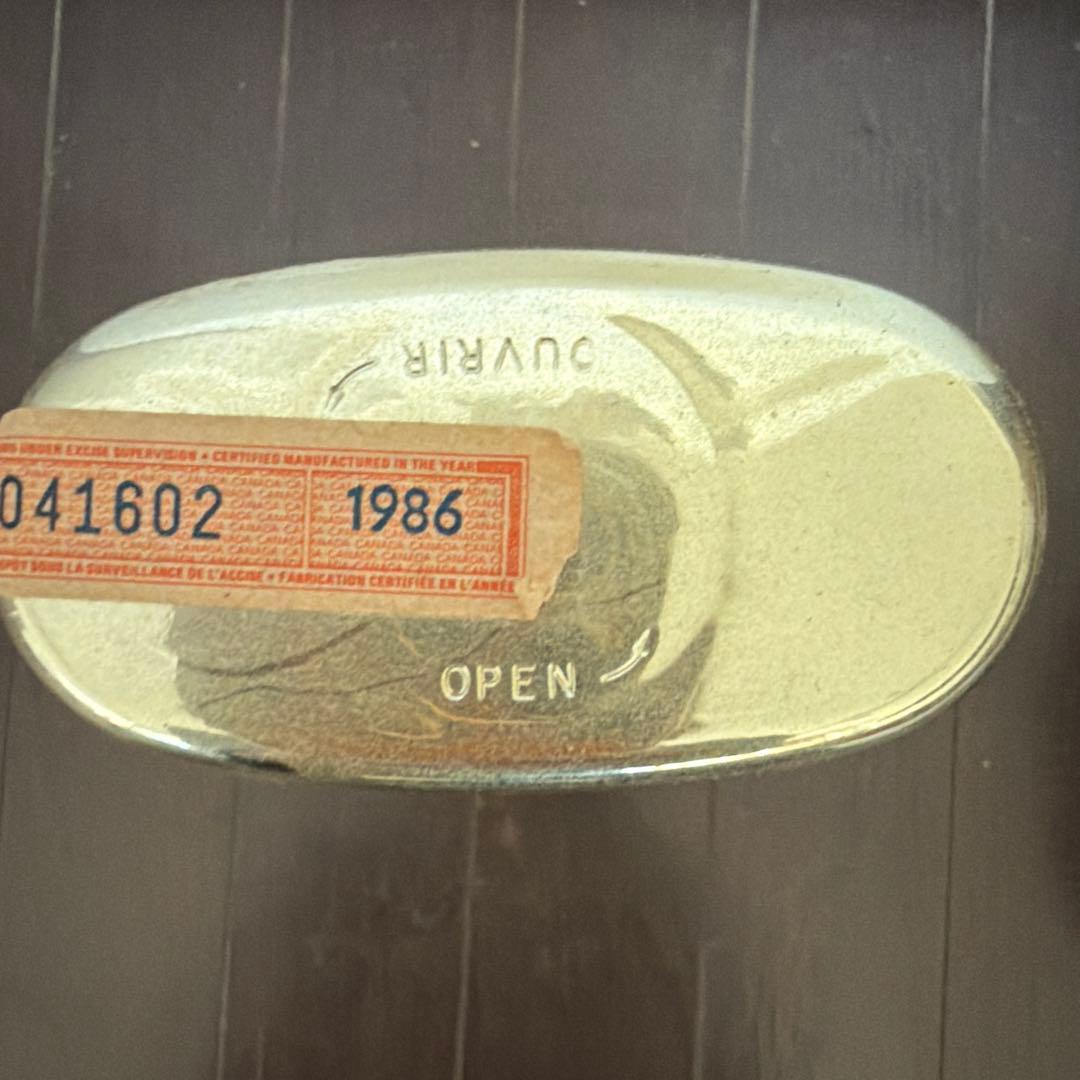 OUVRIR
UNDER EXCISE SUPERVISION • CERTIFIED MANUFACTURED IN THE YEAR
041602 1986
SOUS LA SURVEILLANCE DE L'ACCISE • FABRICATION CERTIFIÉE EN L'ANNÉE
OPEN